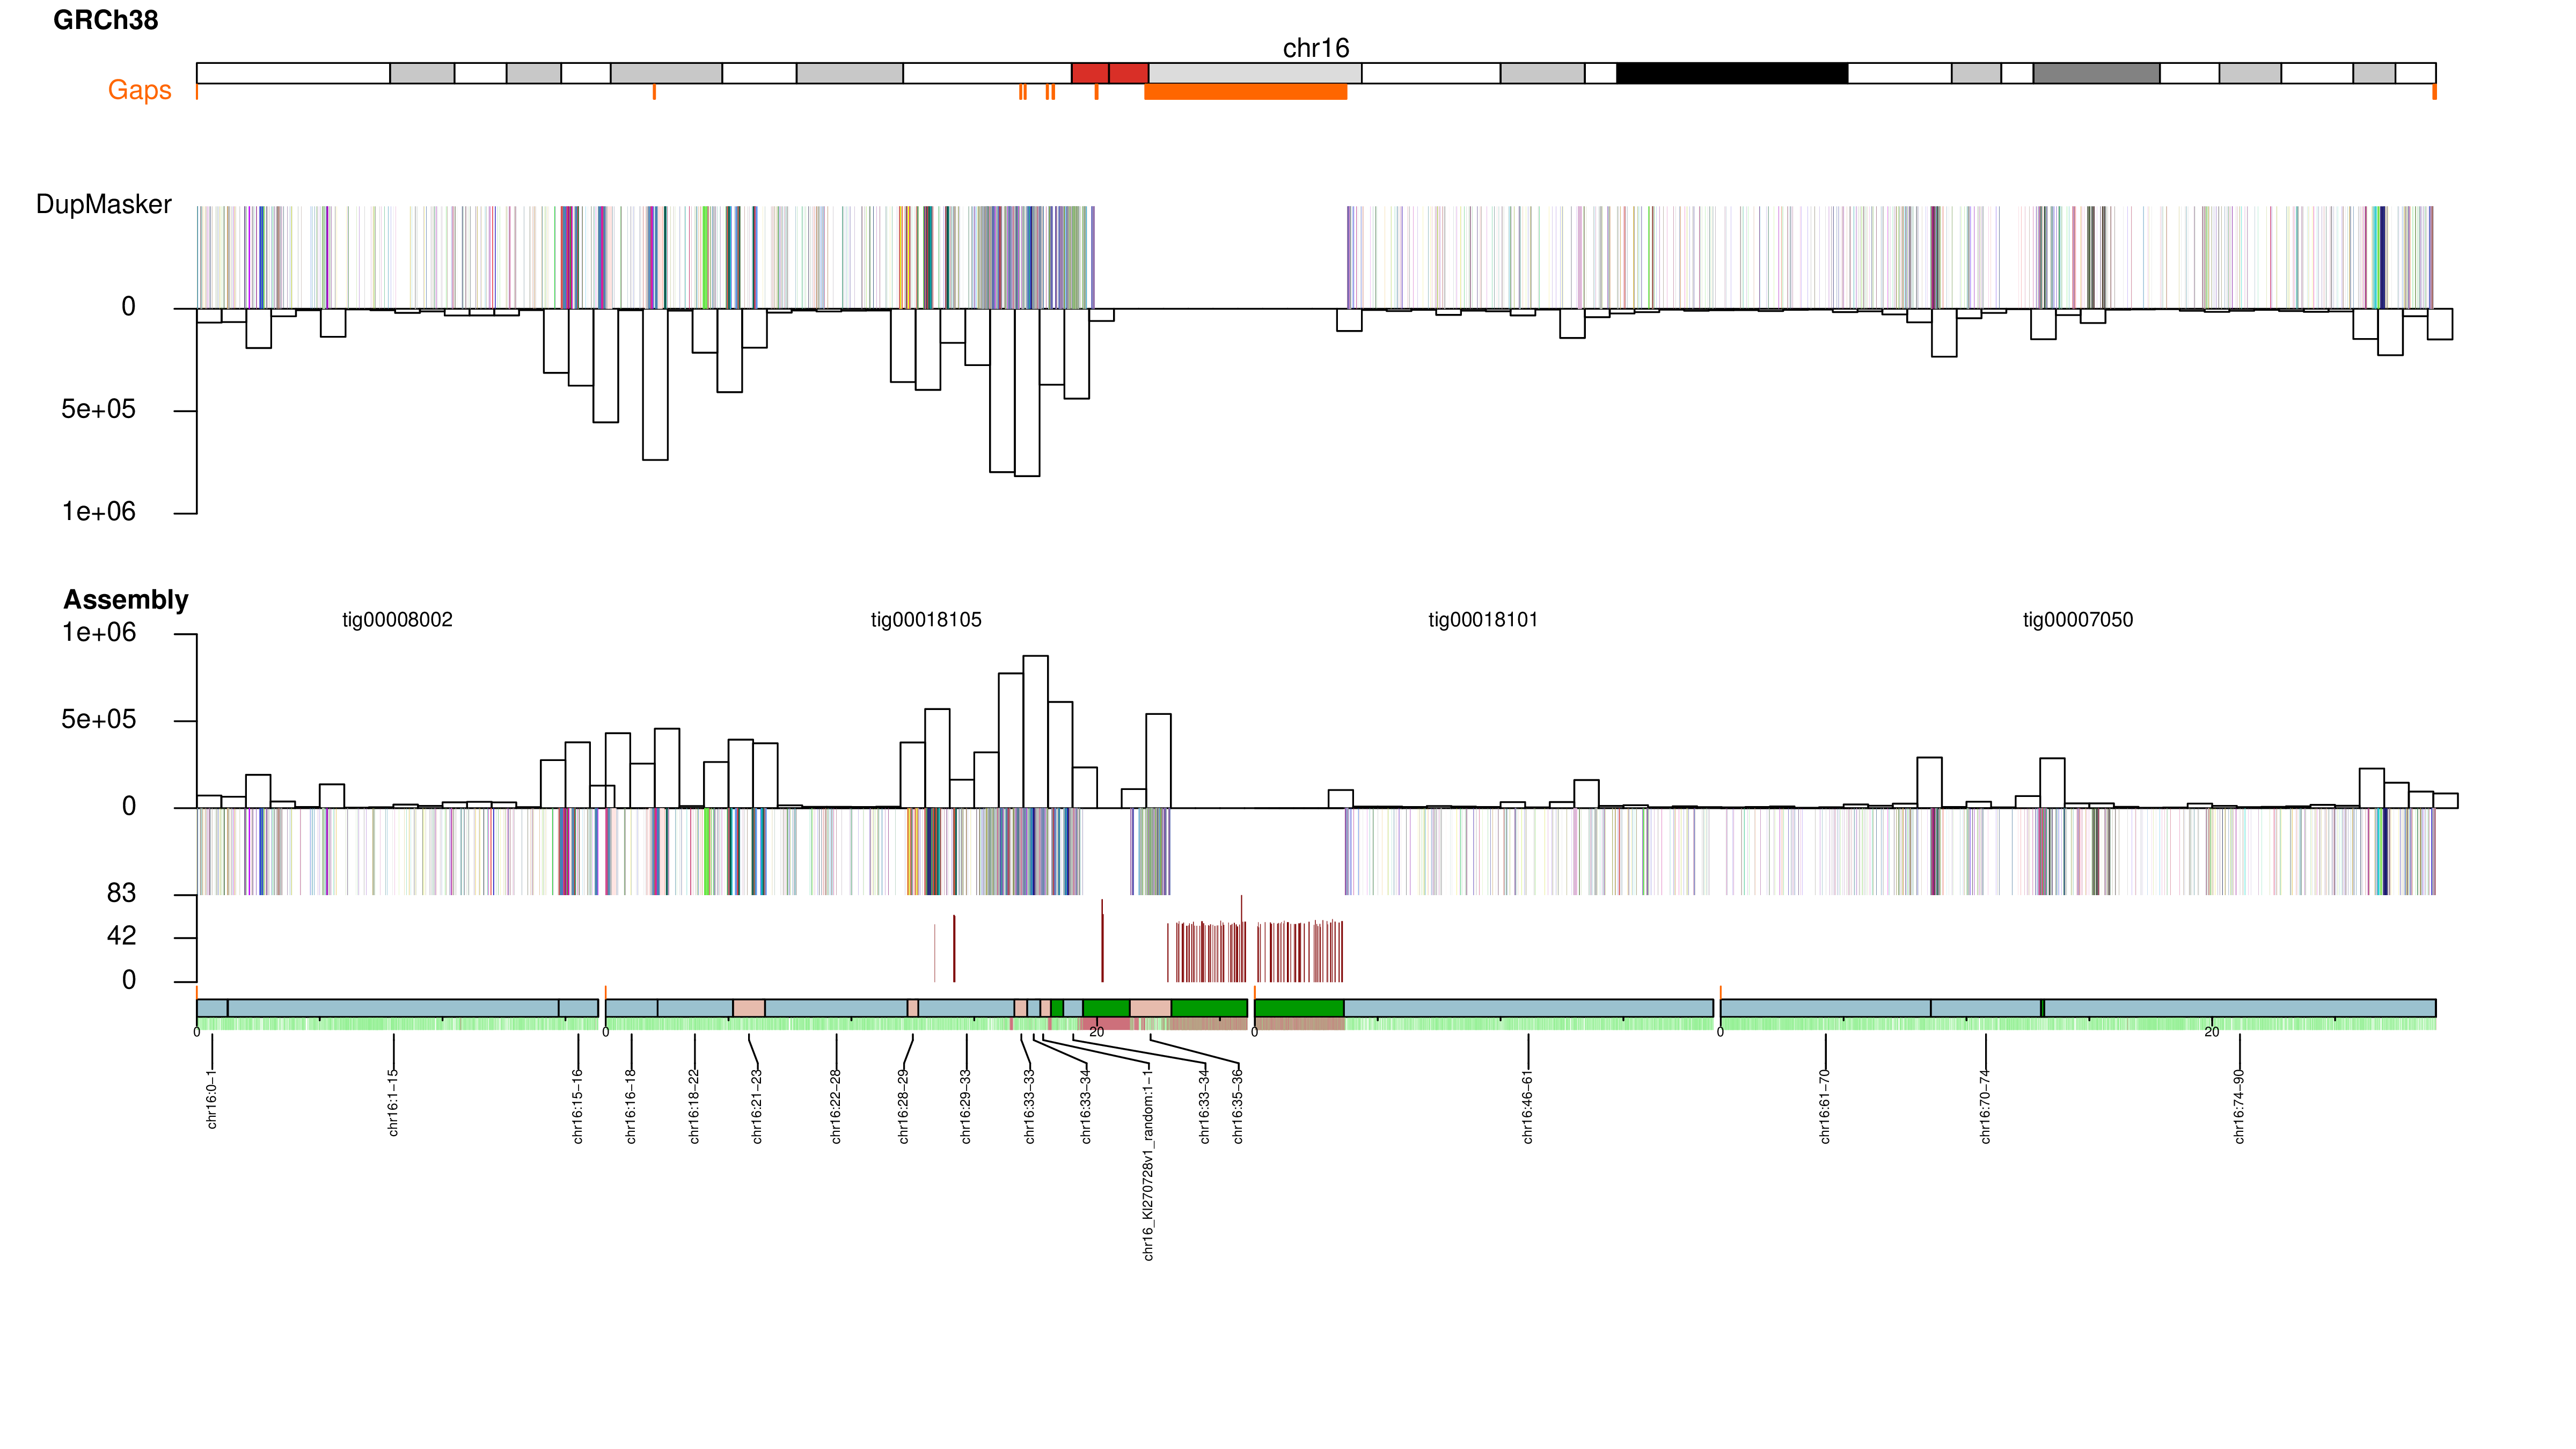 GRCh38
chr16
Gaps
DupMasker
0
5e+05
1e+06
Assembly
tig00008002 tig00018105 tig00018101 tig00007050
1e+06
5e+05
0
83
42
0
0 0 20 0 0 20
chr16:0−1
chr16:1−15
chr16:15−16
chr16:16−18
chr16:18−22
chr16:21−23
chr16:22−28
chr16:28−29
chr16:29−33
chr16:33−33
chr16:33−34
chr16_KI270728v1_random:1−1
chr16:33−34
chr16:35−36
chr16:46−61
chr16:61−70
chr16:70−74
chr16:74−90